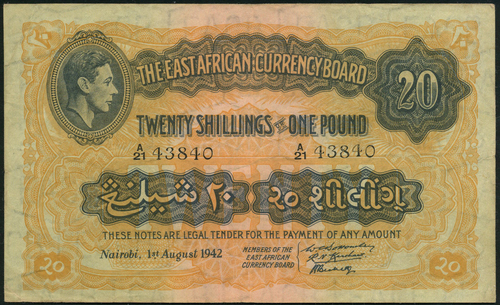 THE EAST AFRICAN CURRENCY BOARD
20
TWENTY SHILLINGS OR ONE POUND
A/21 43840 A/21 43840
٢٠ شيلينڠ
૨૦ શીલીંગ
THESE NOTES ARE LEGAL TENDER FOR THE PAYMENT OF ANY AMOUNT
Nairobi, 1st August 1942
MEMBERS OF THE
EAST AFRICAN
CURRENCY BOARD
20 20